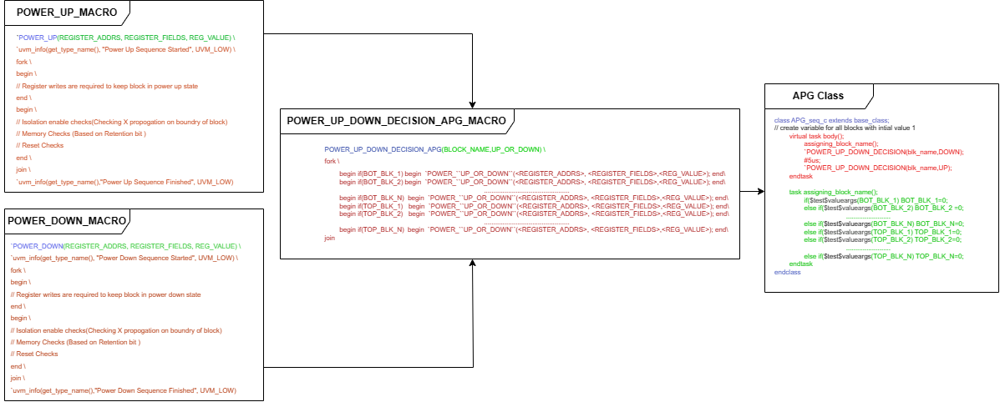 POWER_UP_MACRO
`POWER_UP(REGISTER_ADDRS, REGISTER_FIELDS, REG_VALUE) \
`uvm_info(get_type_name(), "Power Up Sequence Started", UVM_LOW) \
fork \
begin \
// Register writes are required to keep block in power up state
end \
begin \
// Isolation enable checks(Checking X propogation on boundry of block)
// Memory Checks (Based on Retention bit )
// Reset Checks
end \
join \
`uvm_info(get_type_name(),"Power Up Sequence Finished", UVM_LOW)
POWER_DOWN_MACRO
`POWER_DOWN(REGISTER_ADDRS, REGISTER_FIELDS, REG_VALUE) \
`uvm_info(get_type_name(), "Power Down Sequence Started", UVM_LOW) \
fork \
begin \
// Register writes are required to keep block in power down state
end \
begin \
// Isolation enable checks(Checking X propogation on boundry of block)
// Memory Checks (Based on Retention bit )
// Reset Checks
end \
join \
`uvm_info(get_type_name(),"Power Down Sequence Finished", UVM_LOW)
POWER_UP_DOWN_DECISION_APG_MACRO
POWER_UP_DOWN_DECISION_APG(BLOCK_NAME,UP_OR_DOWN) \
fork \
begin if(BOT_BLK_1) begin `POWER_``UP_OR_DOWN``(<REGISTER_ADDRS>, <REGISTER_FIELDS>,<REG_VALUE>); end\
begin if(BOT_BLK_2) begin `POWER_``UP_OR_DOWN``(<REGISTER_ADDRS>, <REGISTER_FIELDS>,<REG_VALUE>); end\
............................................
begin if(BOT_BLK_N) begin `POWER_``UP_OR_DOWN``(<REGISTER_ADDRS>, <REGISTER_FIELDS>,<REG_VALUE>); end\
begin if(TOP_BLK_1) begin `POWER_``UP_OR_DOWN``(<REGISTER_ADDRS>, <REGISTER_FIELDS>,<REG_VALUE>); end\
begin if(TOP_BLK_2) begin `POWER_``UP_OR_DOWN``(<REGISTER_ADDRS>, <REGISTER_FIELDS>,<REG_VALUE>); end\
............................................
begin if(TOP_BLK_N) begin `POWER_``UP_OR_DOWN``(<REGISTER_ADDRS>, <REGISTER_FIELDS>,<REG_VALUE>); end\
join
APG Class
class APG_seq_c extends base_class;
// create variable for all blocks with intial value 1
virtual task body();
assigning_block_name();
`POWER_UP_DOWN_DECISION(blk_name,DOWN);
#5us;
`POWER_UP_DOWN_DECISION(blk_name,UP);
endtask
task assigning_block_name();
if($test$valueargs(BOT_BLK_1) BOT_BLK_1=0;
else if($test$valueargs(BOT_BLK_2) BOT_BLK_2 =0;
.......................
else if($test$valueargs(BOT_BLK_N) BOT_BLK_N=0;
else if($test$valueargs(TOP_BLK_1) TOP_BLK_1=0;
else if($test$valueargs(TOP_BLK_2) TOP_BLK_2=0;
.......................
else if($test$valueargs(TOP_BLK_N) TOP_BLK_N=0;
endtask
endclass